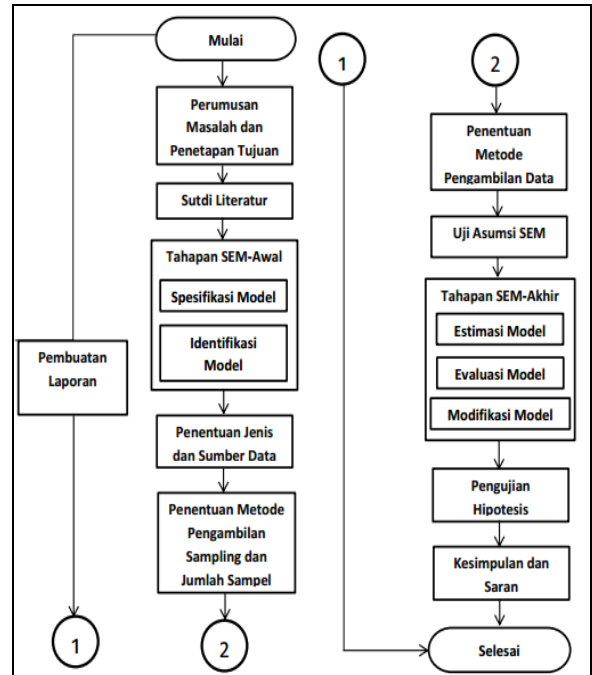 Mulai
Perumusan
Masalah dan
Penetapan Tujuan
Sutdi Literatur
Tahapan SEM-Awal
Spesifikasi Model
Identifikasi
Model
Pembuatan
Laporan
Penentuan Jenis
dan Sumber Data
Penentuan Metode
Pengambilan
Sampling dan
Jumlah Sampel
1
2
1
2
Penentuan
Metode
Pengambilan Data
Uji Asumsi SEM
Tahapan SEM-Akhir
Estimasi Model
Evaluasi Model
Modifikasi Model
Pengujian
Hipotesis
Kesimpulan dan
Saran
Selesai